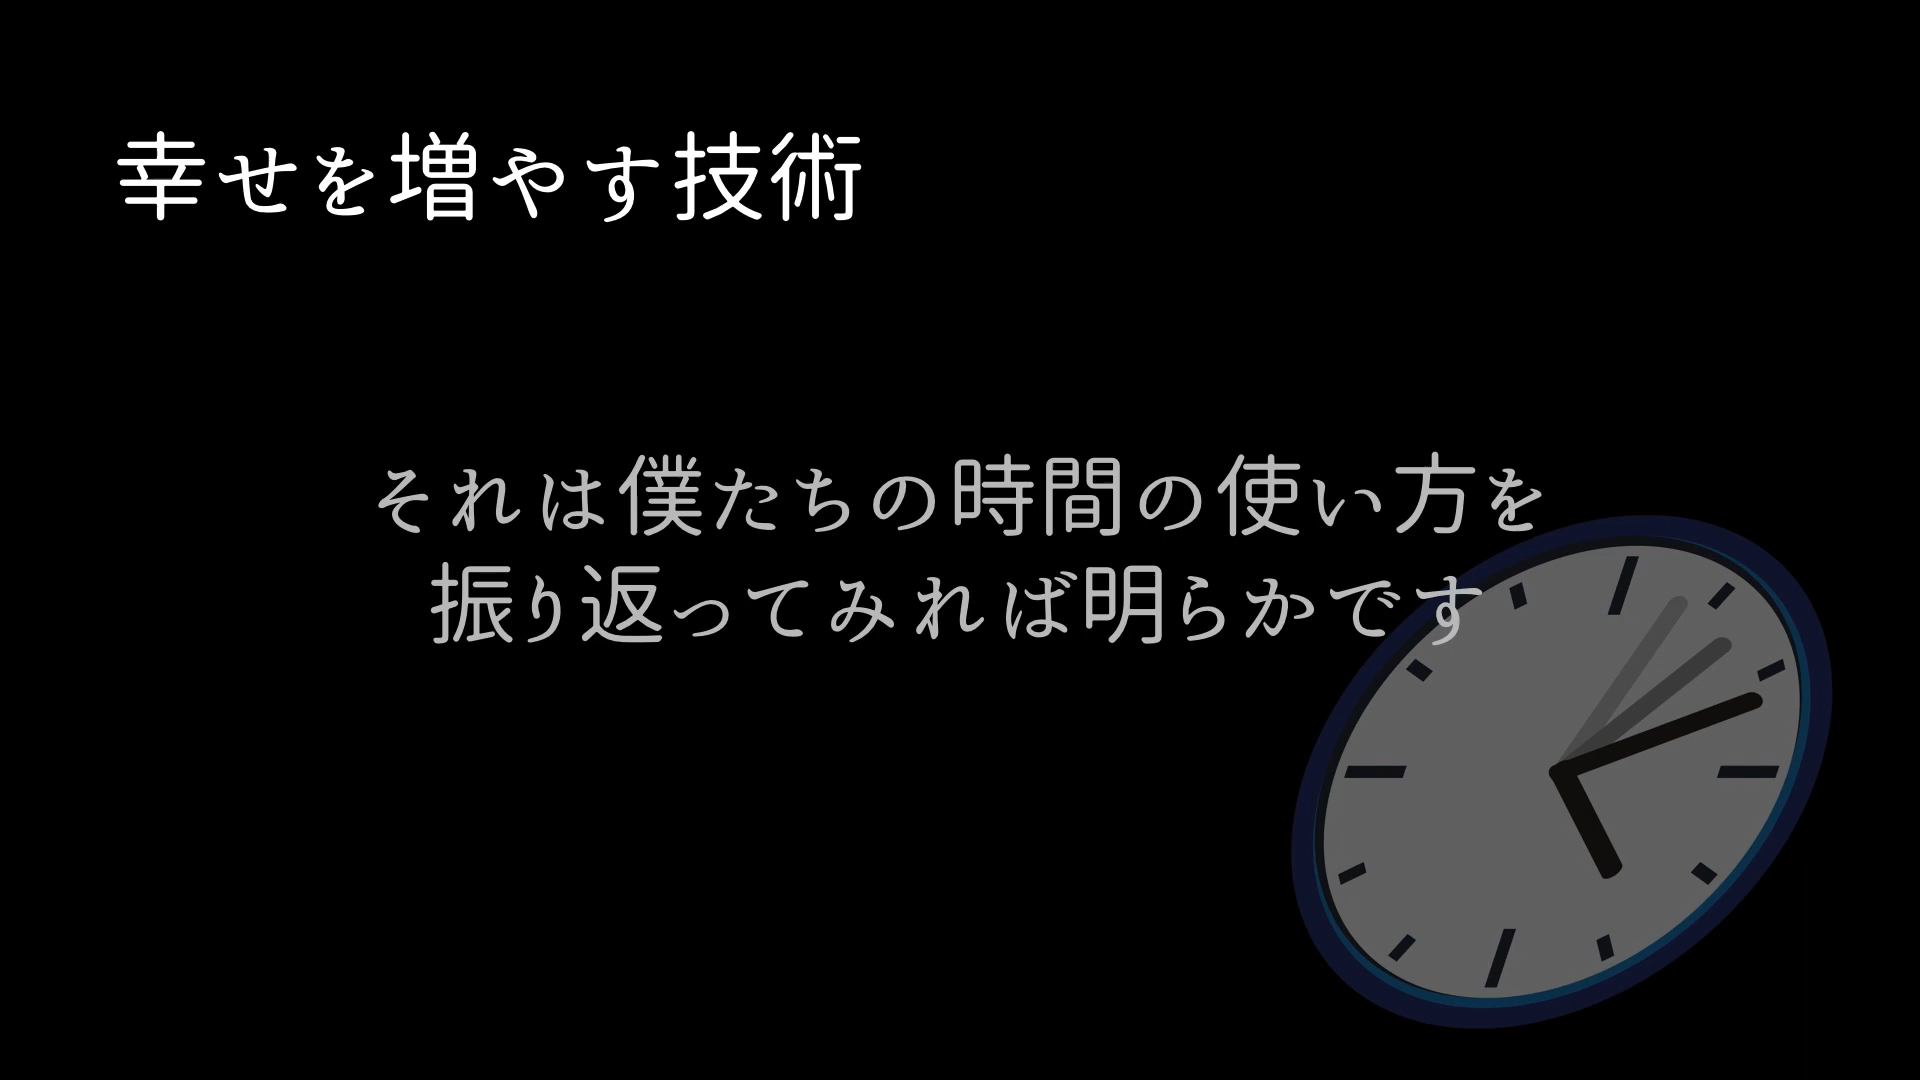 幸せを増やす技術
それは僕たちの時間の使い方を
振り返ってみれば明らかです